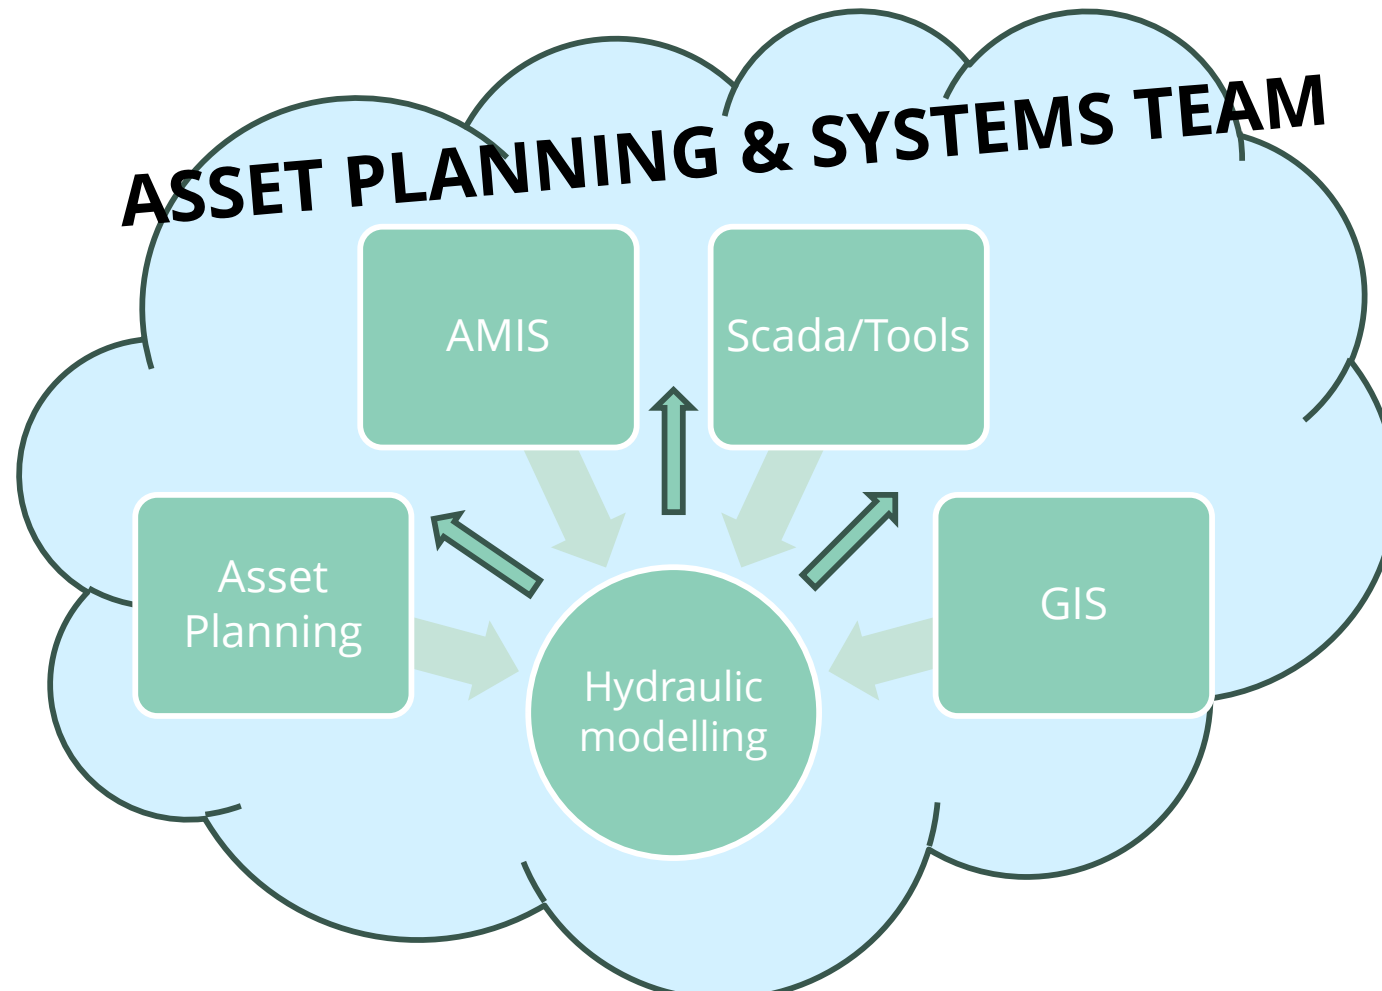 ASSET PLANNING & SYSTEMS TEAM
AMIS
Scada/Tools
Asset
Planning
GIS
Hydraulic
modelling